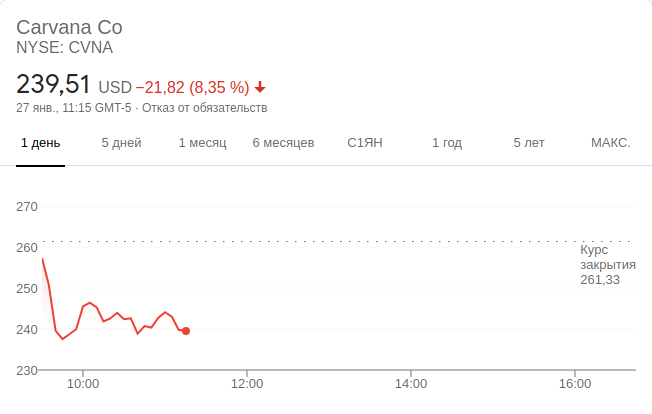 Carvana Co
NYSE: CVNA
239,51 USD −21,82 (8,35 %)
27 янв., 11:15 GMT-5 · Отказ от обязательств
1 день 5 дней 1 месяц 6 месяцев С1ЯН 1 год 5 лет МАКС.
270
260
Курс
закрытия
261,33
250
240
230
10:00 12:00 14:00 16:00